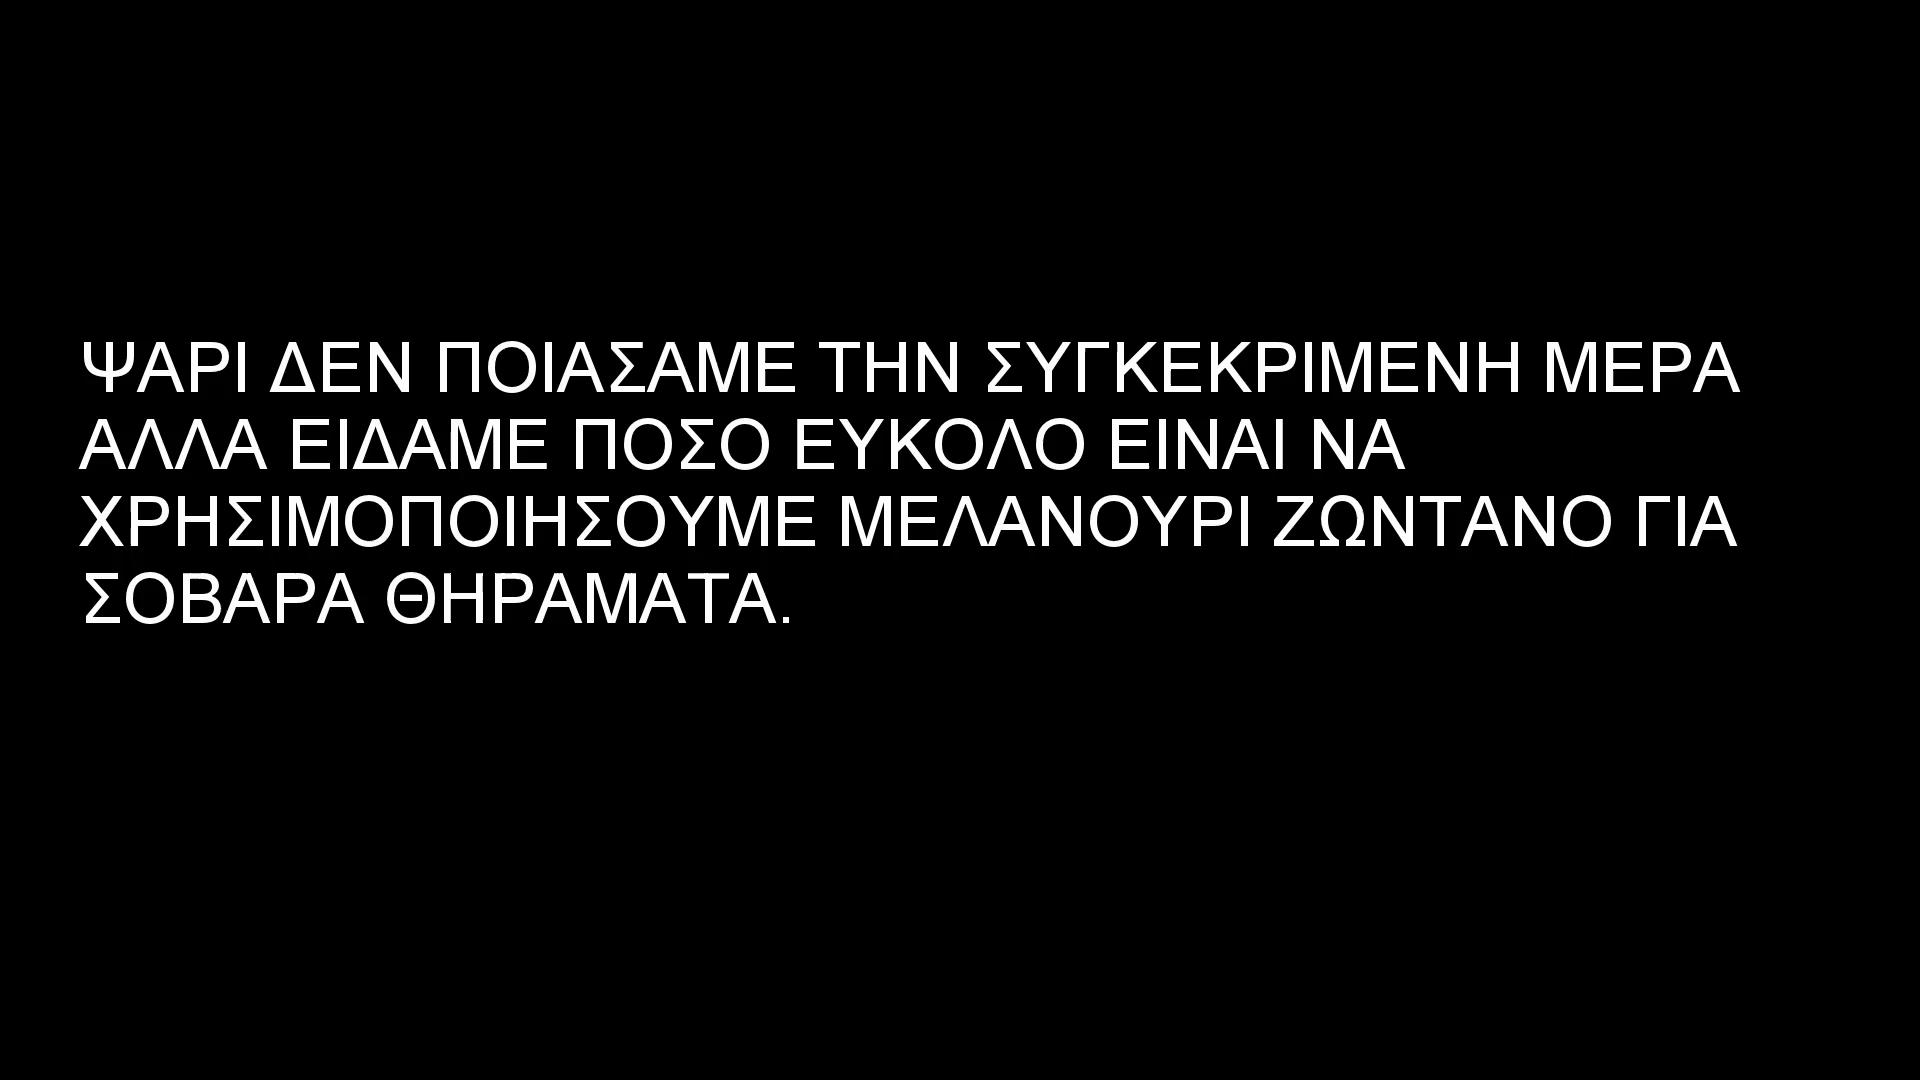 ΨΑΡΙ ΔΕΝ ΠΟΙΑΣΑΜΕ ΤΗΝ ΣΥΓΚΕΚΡΙΜΕΝΗ ΜΕΡΑ
ΑΛΛΑ ΕΙΔΑΜΕ ΠΟΣΟ ΕΥΚΟΛΟ ΕΙΝΑΙ ΝΑ
ΧΡΗΣΙΜΟΠΟΙΗΣΟΥΜΕ ΜΕΛΑΝΟΥΡΙ ΖΩΝΤΑΝΟ ΓΙΑ
ΣΟΒΑΡΑ ΘΗΡΑΜΑΤΑ.